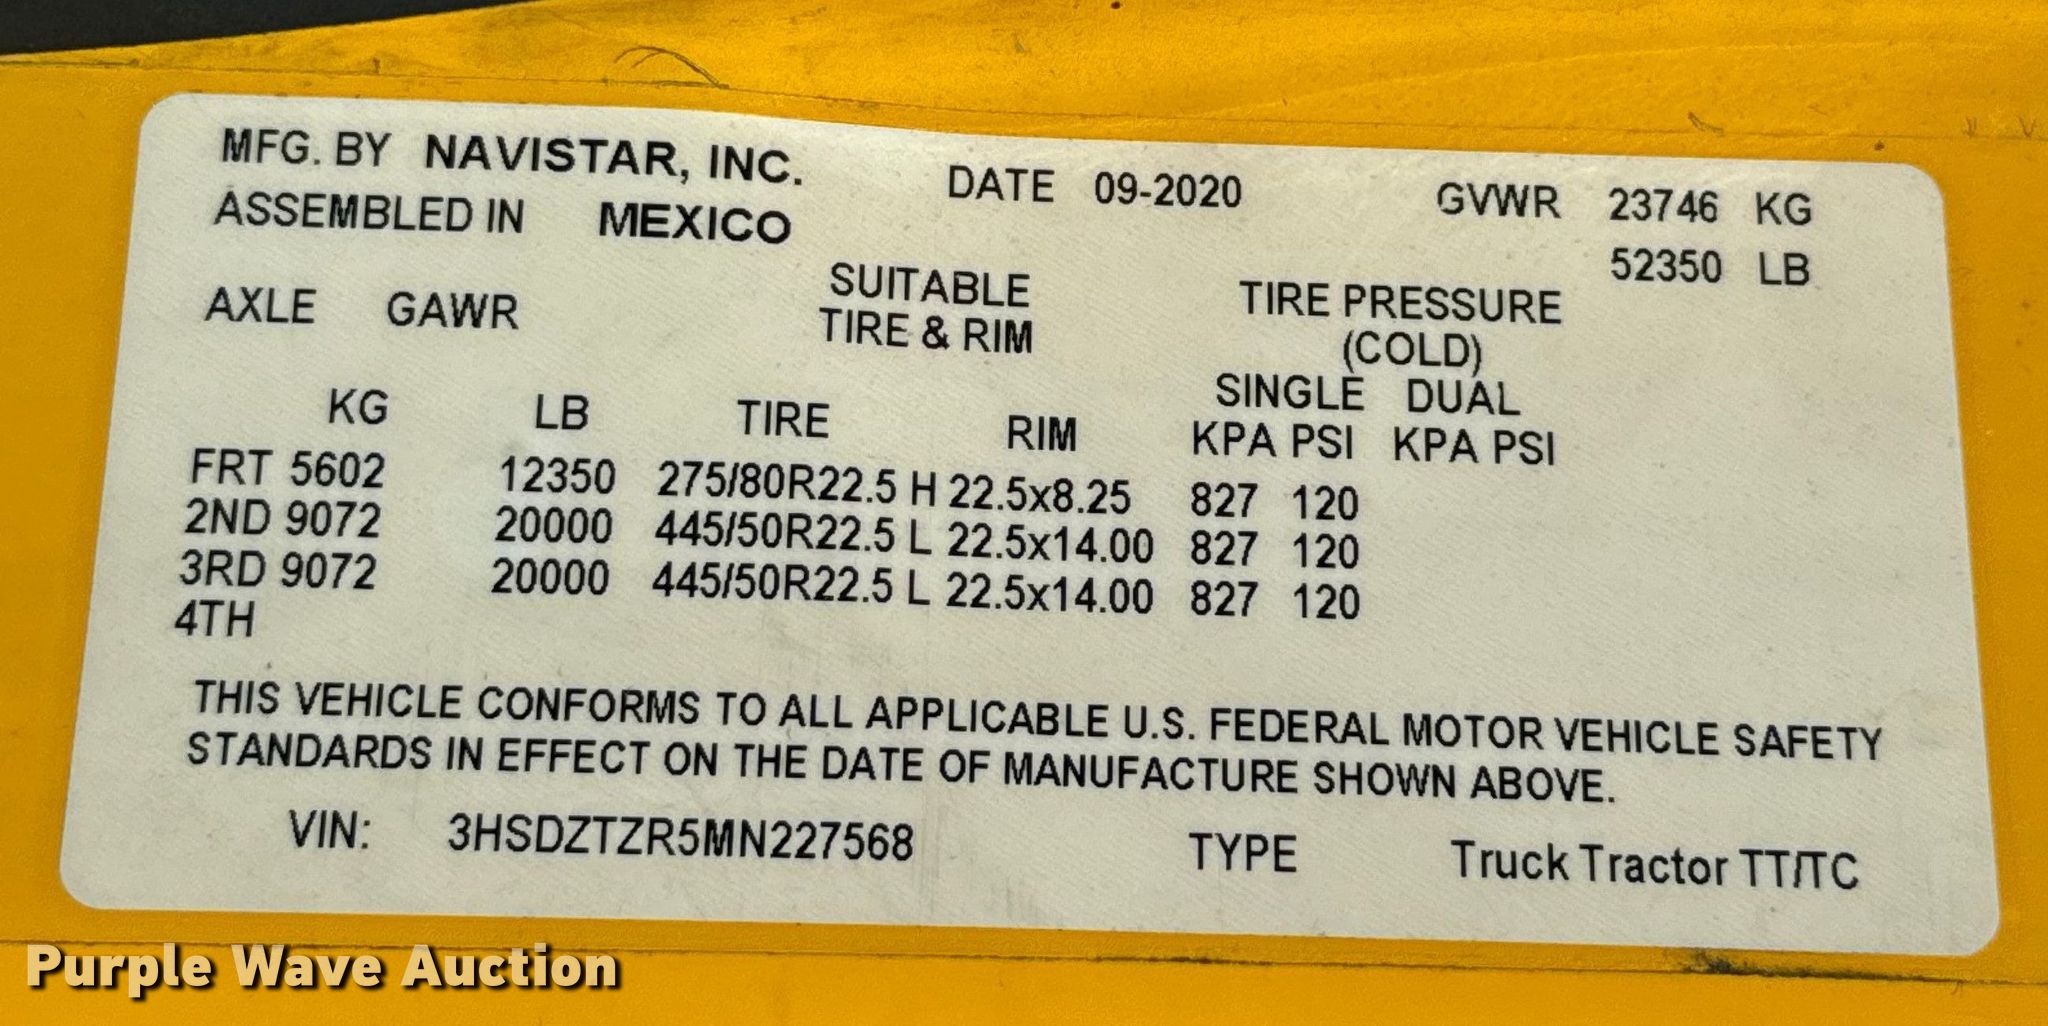 MFG. BY NAVISTAR, INC. DATE 09-2020 GVWR 23746 KG
ASSEMBLED IN MEXICO 52350 LB
AXLE GAWR SUITABLE TIRE PRESSURE
TIRE & RIM (COLD)
SINGLE DUAL
KG LB TIRE RIM KPA PSI KPA PSI
FRT 5602 12350 275/80R22.5 H 22.5x8.25 827 120
2ND 9072 20000 445/50R22.5 L 22.5x14.00 827 120
3RD 9072 20000 445/50R22.5 L 22.5x14.00 827 120
4TH
THIS VEHICLE CONFORMS TO ALL APPLICABLE U.S. FEDERAL MOTOR VEHICLE SAFETY
STANDARDS IN EFFECT ON THE DATE OF MANUFACTURE SHOWN ABOVE.
VIN: 3HSDZTZR5MN227568 TYPE Truck Tractor TT/TC
Purple Wave Auction